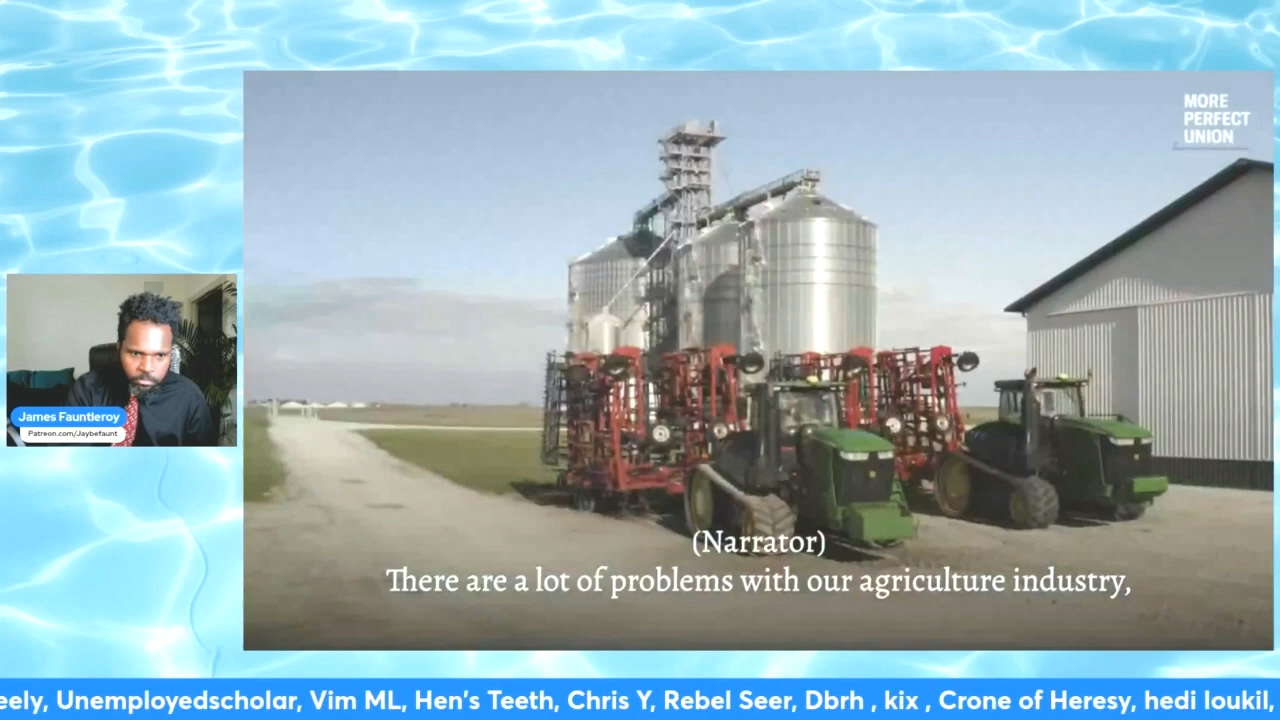 MORE
PERFECT
UNION
James Fauntleroy
Patreon.com/Jaybefaunt
(Narrator)
There are a lot of problems with our agriculture industry,
eely, Unemployedscholar, Vim ML, Hen's Teeth, Chris Y, Rebel Seer, Dbrh , kix , Crone of Heresy, hedi loukil,